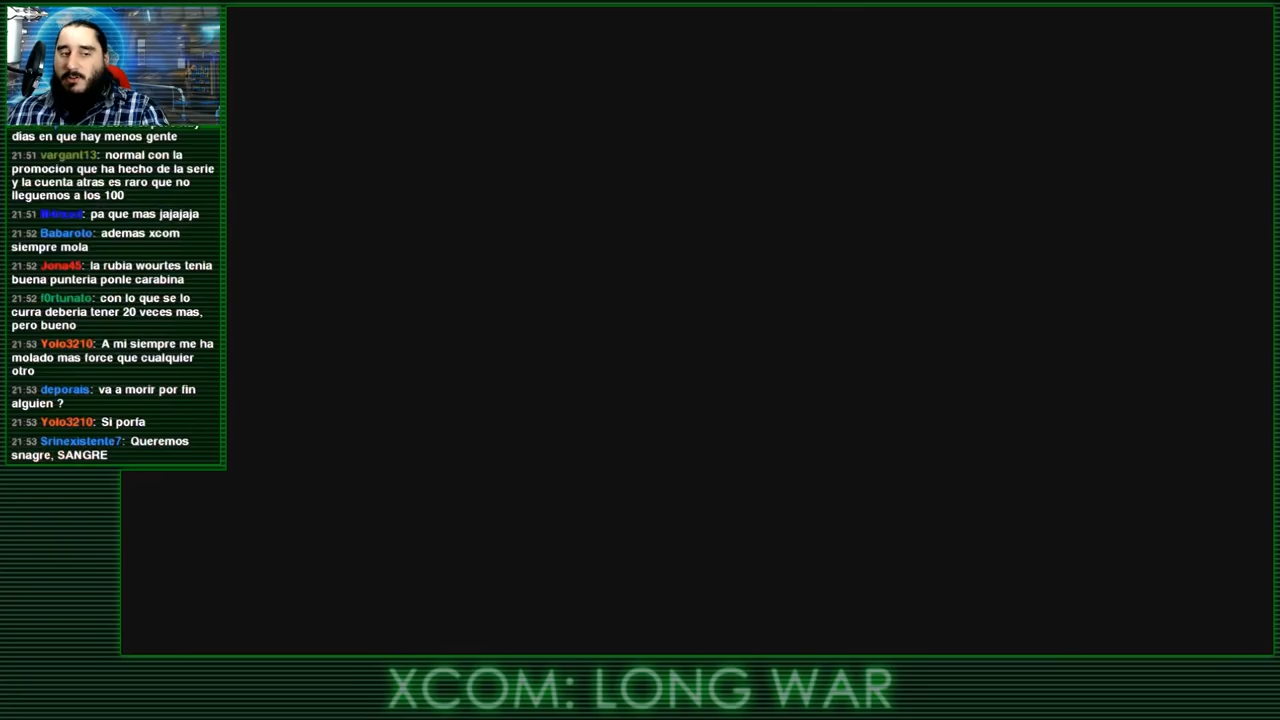 dias en que hay menos gente
21:51 vargant13: normal con la
promocion que ha hecho de la serie
y la cuenta atras es raro que no
lleguemos a los 100
21:51 : pa que mas jajajaja
21:52 Babaroto: ademas xcom
siempre mola
21:52 Jona45: la rubia wourtes tenia
buena punteria ponle carabina
21:52 f0rtunato: con lo que se lo
curra deberia tener 20 veces mas,
pero bueno
21:53 Yolo3210: A mi siempre me ha
molado mas force que cualquier
otro
21:53 deporais: va a morir por fin
alguien ?
21:53 Yolo3210: Si porfa
21:53 Srinexistente7: Queremos
snagre, SANGRE
XCOM: LONG WAR